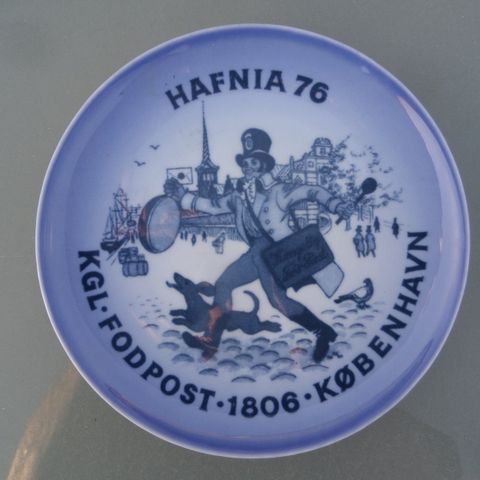 HAFNIA 76
KGL · FODPOST · 1806 · KØBENHAVN